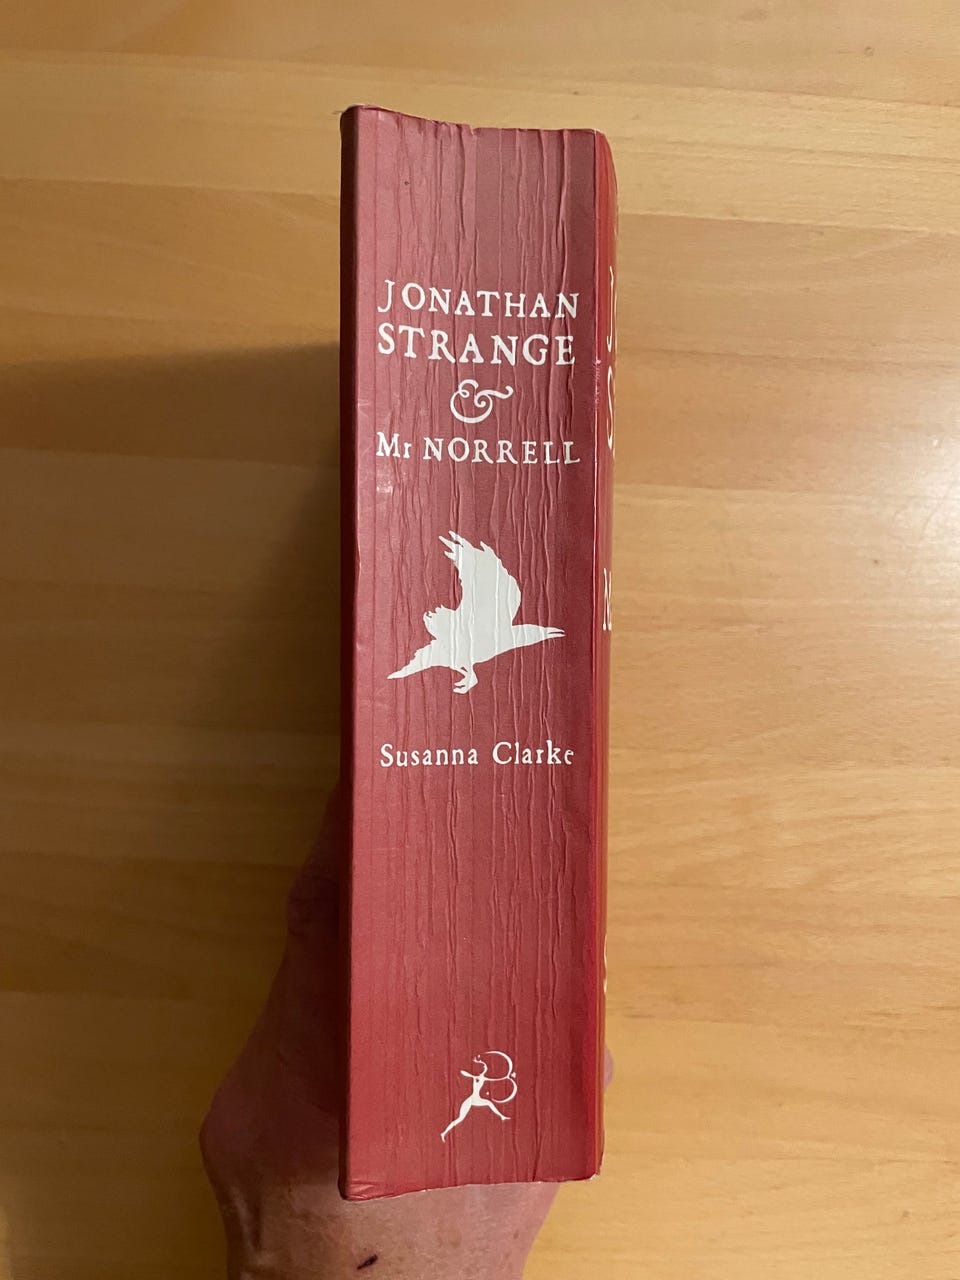 JONATHAN
STRANGE
&
Mr NORRELL
Susanna Clarke